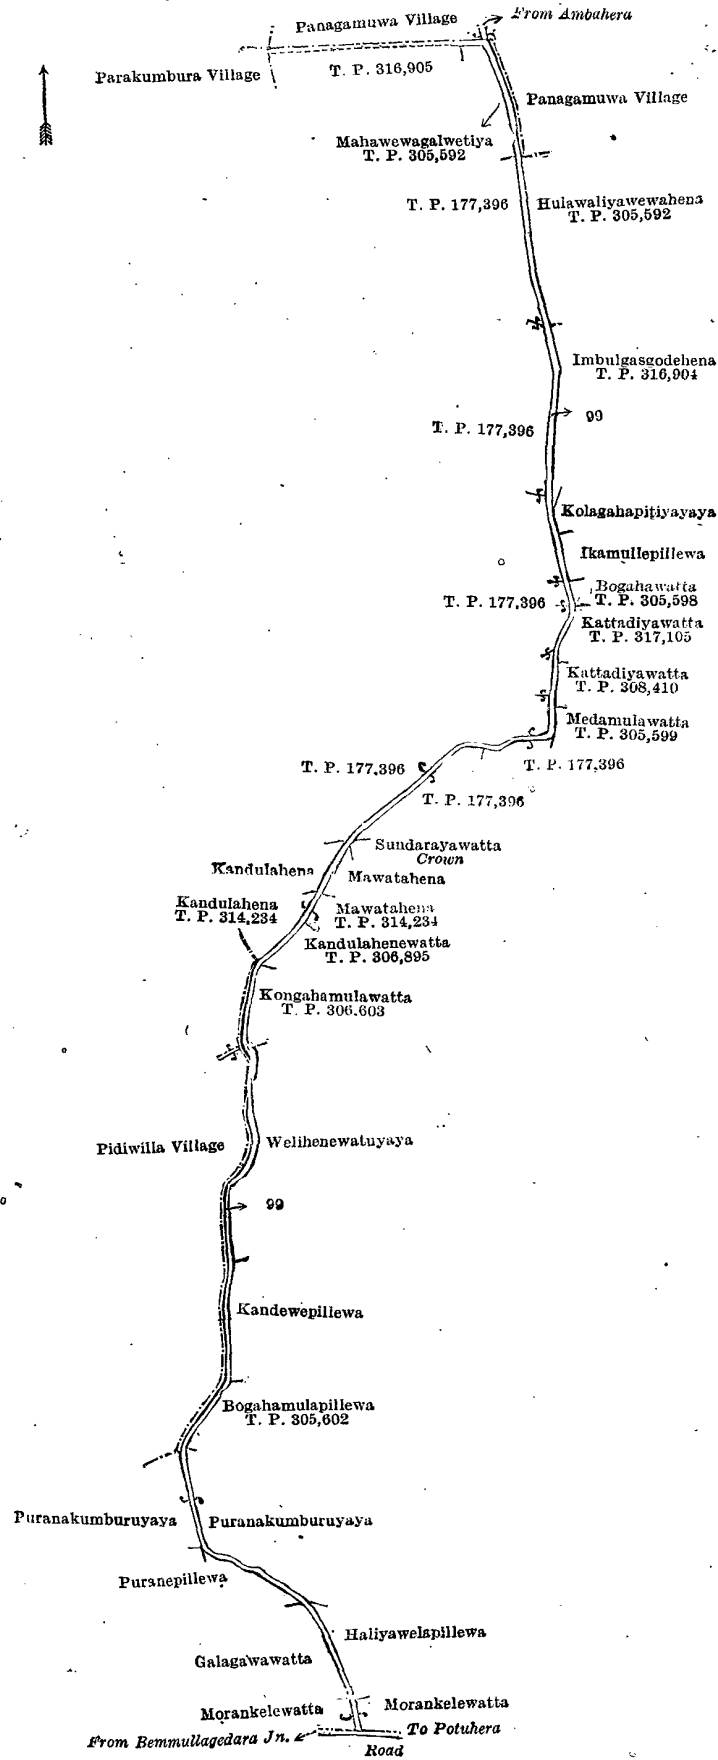 Panagamuwa Village
From Ambahera
Parakumbura Village
T. P. 316,905
Panagamuwa Village
Mahawewagalwetiya
T. P. 305,592
T. P. 177,396
Hulawaliyawewahena
T. P. 305,592
Imbulgasgodehena
T. P. 316,904
99
T. P. 177,396
Kolagahapitiyayaya
Ikamullepillewa
Bogahawatta
T. P. 305,598
T. P. 177,396
Kattadiyawatta
T. P. 317,105
Kattadiyawatta
T. P. 308,410
Medamulawatta
T. P. 305,599
T. P. 177,396
T. P. 177,396
T. P. 177,396
Sundarayawatta
Crown
Kandulahena
Mawatahena
Kandulahena
T. P. 314,234
Mawatahena
T. P. 314,234
Kandulahenewatta
T. P. 306,895
Kongahamulawatta
T. P. 306.603
Pidiwilla Village
Welihenewatuyaya
99
Kandewepillewa
Bogahamulapillewa
T. P. 305,602
Puranakumburuyaya
Puranakumburuyaya
Puranepillewa
Haliyawelapillewa
Galagawawatta
Morankelewatta
Morankelewatta
From Bemmullagedara Jn.
To Potuhera
Road